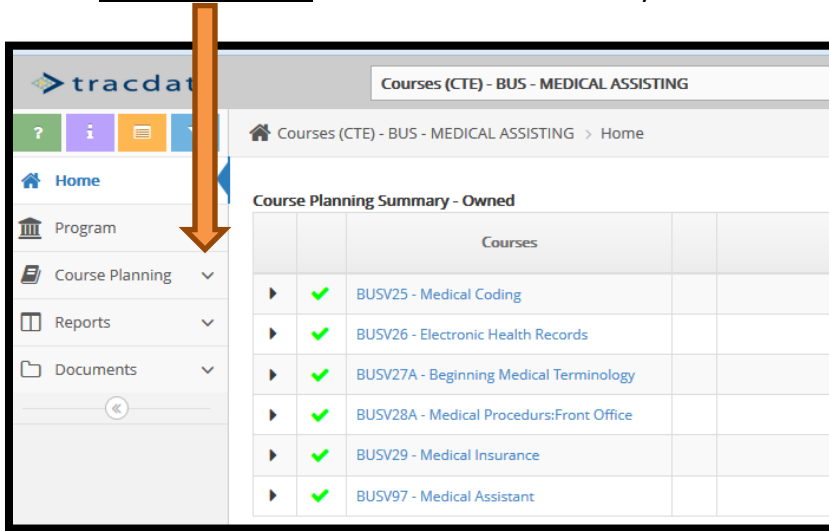 tracdat
Courses (CTE) - BUS - MEDICAL ASSISTING
? i
Courses (CTE) - BUS - MEDICAL ASSISTING > Home
Home
Program
Course Planning
Reports
Documents
Course Planning Summary - Owned
Courses
BUSV25 - Medical Coding
BUSV26 - Electronic Health Records
BUSV27A - Beginning Medical Terminology
BUSV28A - Medical Procedurs:Front Office
BUSV29 - Medical Insurance
BUSV97 - Medical Assistant